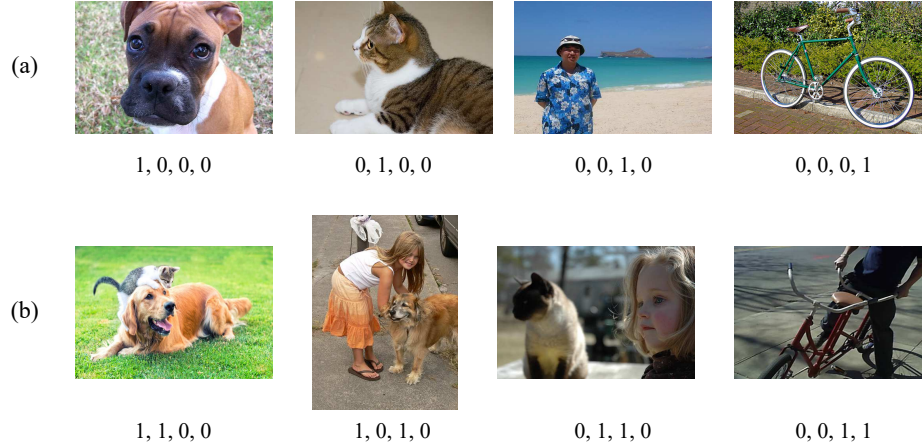 (a)
1, 0, 0, 0
0, 1, 0, 0
0, 0, 1, 0
0, 0, 0, 1
(b)
1, 1, 0, 0
1, 0, 1, 0
0, 1, 1, 0
0, 0, 1, 1